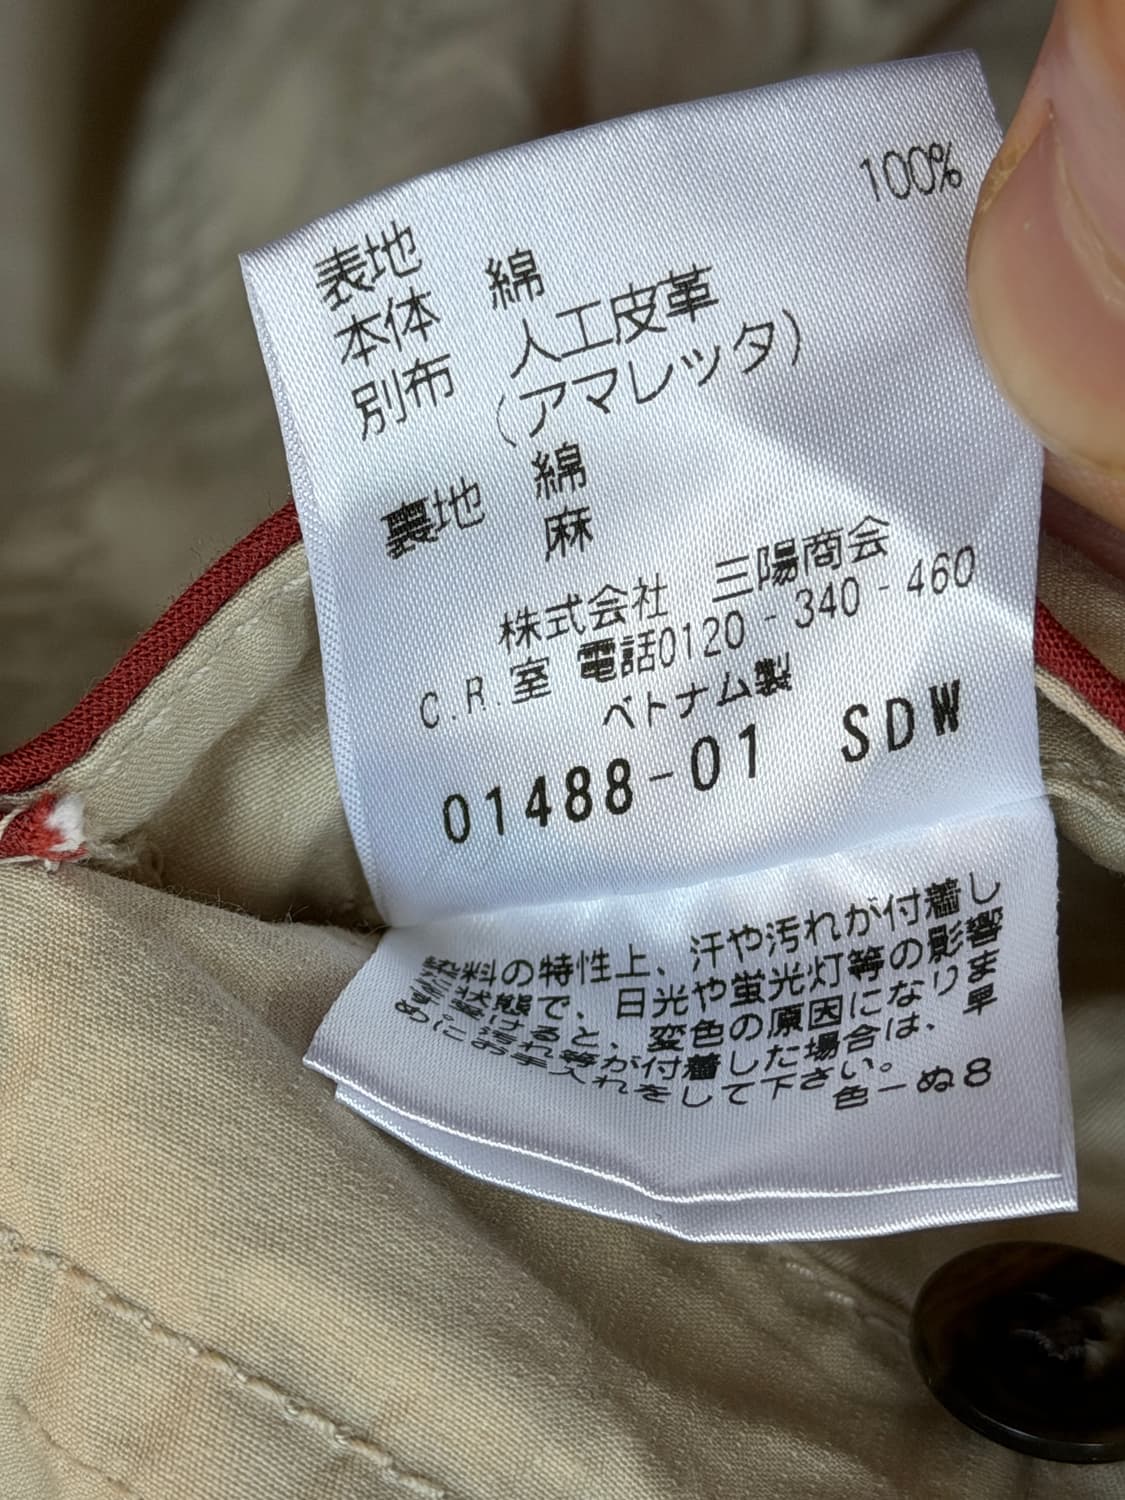 表地
本体 綿 100%
別布 人工皮革
(アマレッタ)
裏地 綿
麻
株式会社 三陽商会
C.R.室 電話0120-340-460
ベトナム製
01488-01 SDW
染料の特性上、汗や汚れが付着し
た状態で、日光や蛍光灯等の影響
を受けると、変色の原因になりま
す。汚れ等が付着した場合は、早
めにお手入れをして下さい。
色ーぬ8